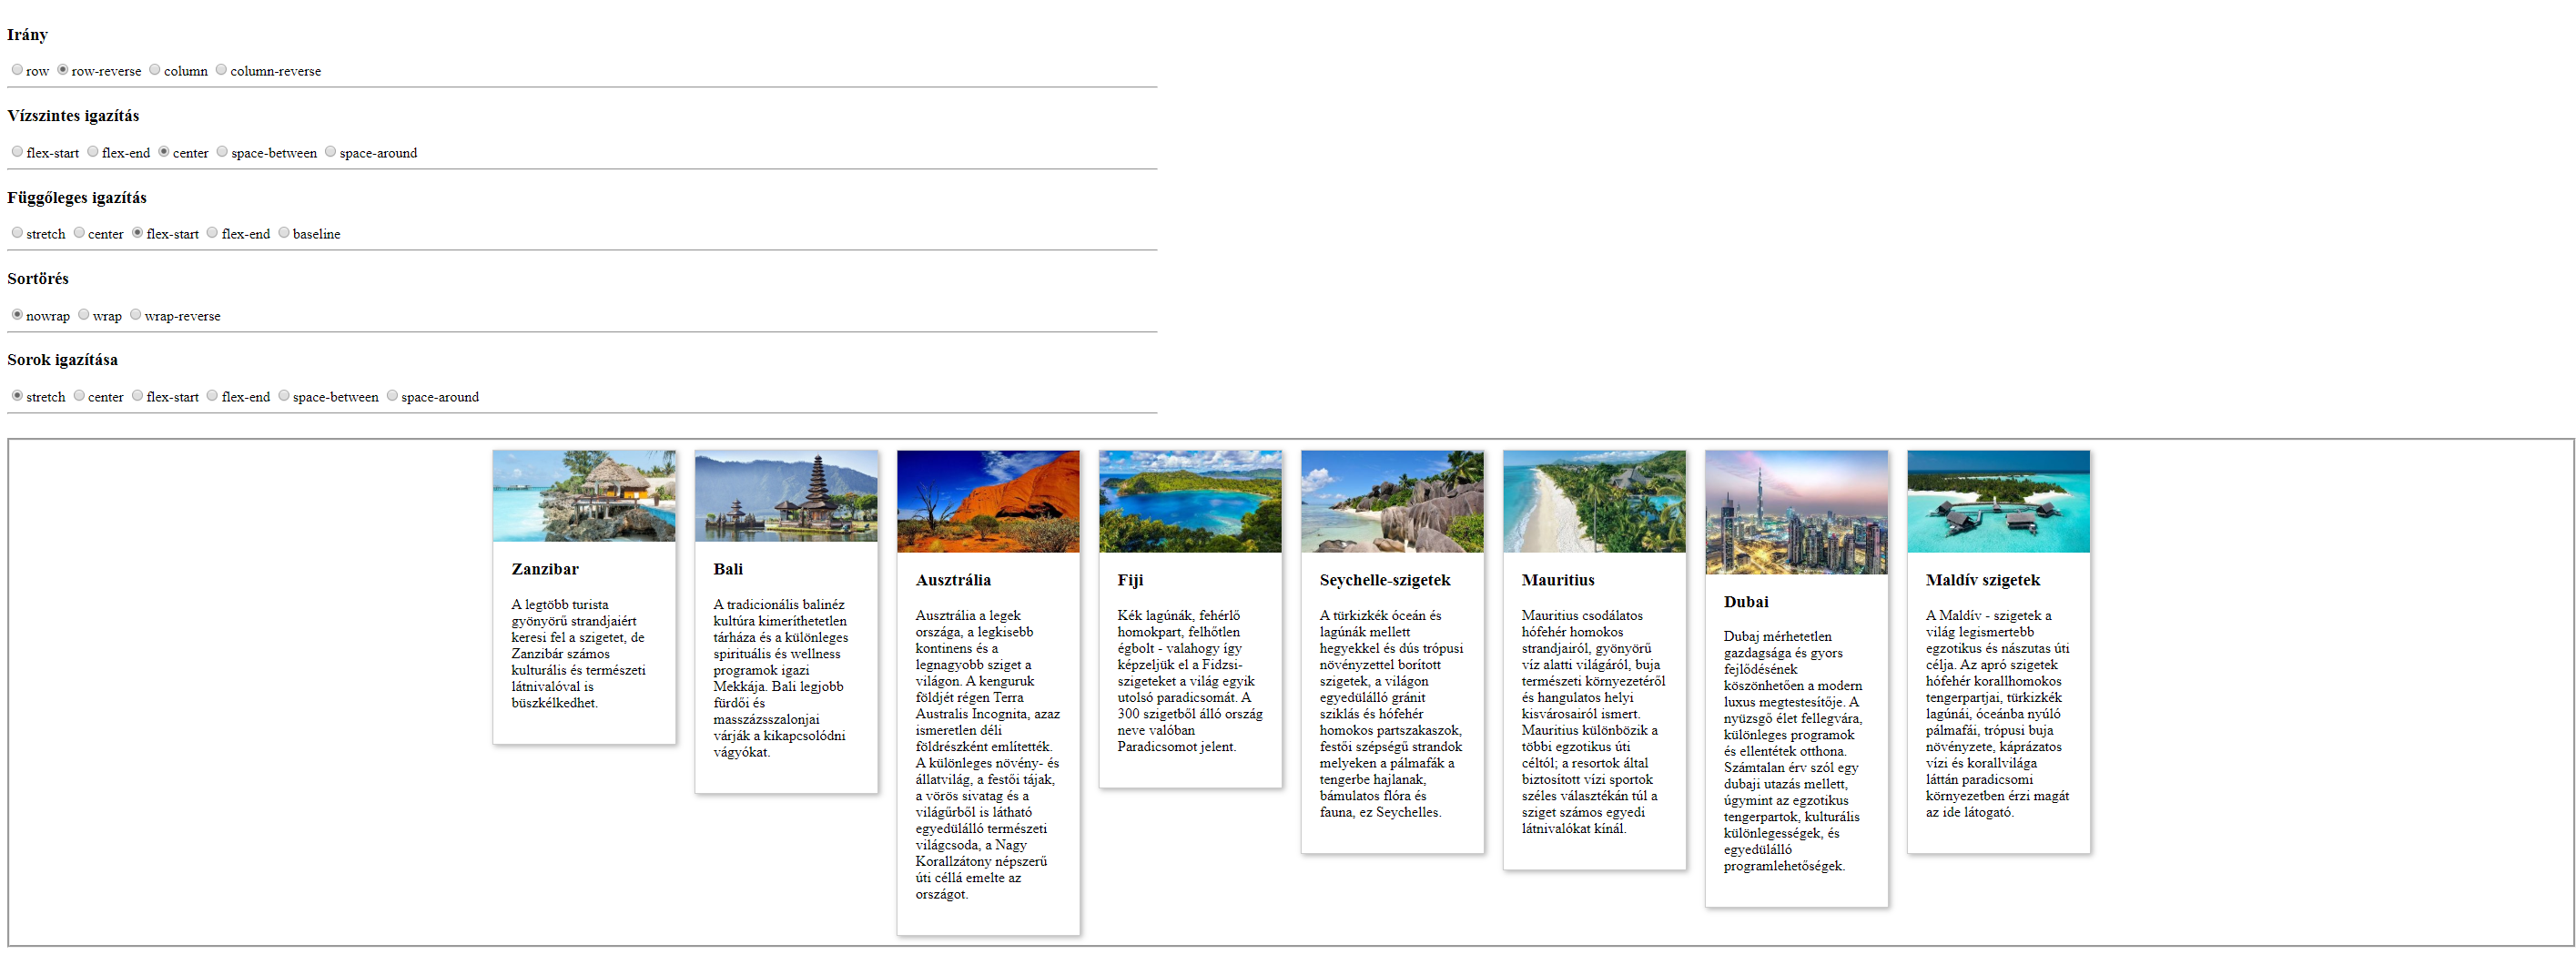 Irány
row row-reverse column column-reverse
Vízszintes igazítás
flex-start flex-end center space-between space-around
Függőleges igazítás
stretch center flex-start flex-end baseline
Sortörés
nowrap wrap wrap-reverse
Sorok igazítása
stretch center flex-start flex-end space-between space-around
Zanzibar
A legtöbb turista
gyönyörű strandjaiért
keresi fel a szigetet, de
Zanzibár számos
kulturális és természeti
látnivalóval is
büszkélkedhet.
Bali
A tradicionális balinéz
kultúra kimeríthetetlen
tárháza és a különleges
spirituális és wellness
programok igazi
Mekkája. Bali legjobb
fürdői és
masszázsszalonjai
várják a kikapcsolódni
vágyókat.
Ausztrália
Ausztrália a legek
országa, a legkisebb
kontinens és a
legnagyobb sziget a
világon. A kenguruk
földjét régen Terra
Australis Incognita, azaz
ismeretlen déli
földrészként említették.
A különleges növény- és
állatvilág, a festői tájak,
a vörös sivatag és a
világűrből is látható
egyedülálló természeti
világcsoda, a Nagy
Korallzátony népszerű
úti céllá emelte az
országot.
Fiji
Kék lagúnák, fehérlő
homokpart, felhőtlen
égbolt - valahogy így
képzeljük el a Fidzsi-
szigeteket a világ egyik
utolsó paradicsomát. A
300 szigetből álló ország
neve valóban
Paradicsomot jelent.
Seychelle-szigetek
A türkizkék óceán és
lagúnák mellett
hegyekkel és dús trópusi
növényzettel borított
szigetek, a világon
egyedülálló gránit
sziklás és hófehér
homokos partszakaszok,
festői szépségű strandok
melyeken a pálmafák a
tengerbe hajlanak,
bámulatos flóra és
fauna, ez Seychelles.
Mauritius
Mauritius csodálatos
hófehér homokos
strandjairól, gyönyörű
víz alatti világáról, buja
természeti környezetéről
és hangulatos helyi
kisvárosairól ismert.
Mauritius különbözik a
többi egzotikus úti
céltól; a resortok által
biztosított vízi sportok
széles választékán túl a
sziget számos egyedi
látnivalókat kínál.
Dubai
Dubaj mérhetetlen
gazdagsága és gyors
fejlődésének
köszönhetően a modern
luxus megtestesítője. A
nyüzsgő élet fellegvára,
különleges programok
és ellentétek otthona.
Számtalan érv szól egy
dubaji utazás mellett,
úgymint az egzotikus
tengerpartok, kulturális
különlegességek, és
egyedülálló
programlehetőségek.
Maldív szigetek
A Maldív - szigetek a
világ legismertebb
egzotikus és nászutas úti
célja. Az apró szigetek
hófehér korallhomokos
tengerpartjai, türkizkék
lagúnái, óceánba nyúló
pálmafái, trópusi buja
növényzete, káprázatos
vízi és korallvilága
láttán paradicsomi
környezetben érzi magát
az ide látogató.